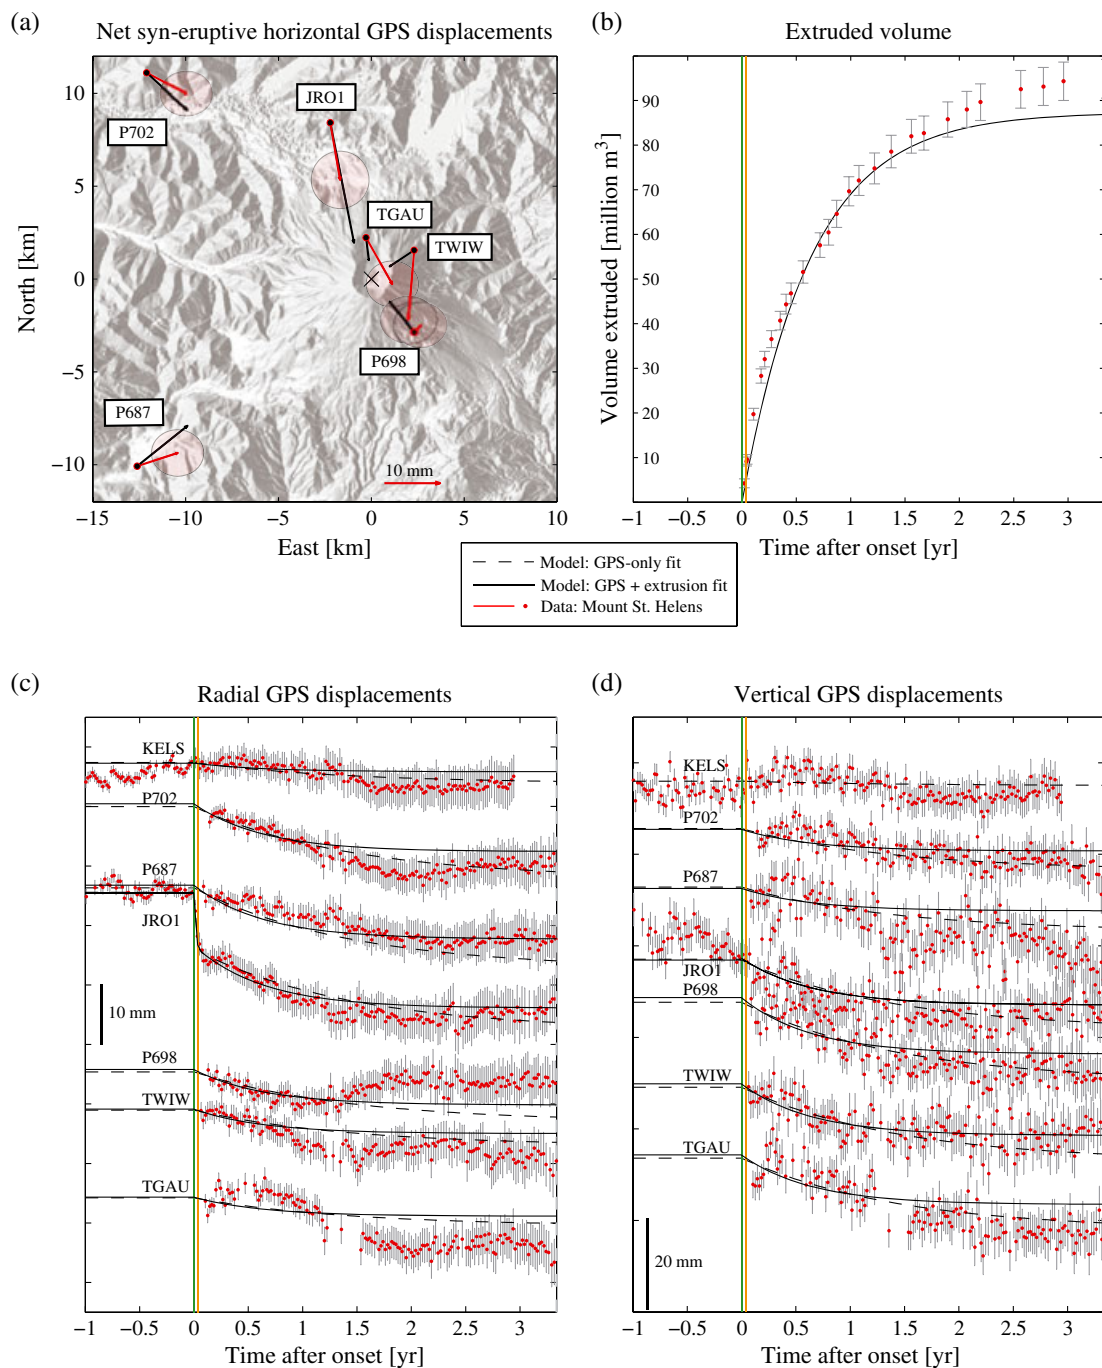 (a)
Net syn-eruptive horizontal GPS displacements
10
5
0
−5
−10
North [km]
P702
JRO1
TGAU
TWIW
P698
P687
10 mm
−15
−10
−5
0
5
10
East [km]
(b)
Extruded volume
90
80
70
60
50
40
30
20
10
Volume extruded [million m³]
−1
−0.5
0
0.5
1
1.5
2
2.5
3
Time after onset [yr]
Model: GPS-only fit
Model: GPS + extrusion fit
Data: Mount St. Helens
(c)
Radial GPS displacements
KELS
P702
P687
JRO1
10 mm
P698
TWIW
TGAU
−1
−0.5
0
0.5
1
1.5
2
2.5
3
Time after onset [yr]
(d)
Vertical GPS displacements
KELS
P702
P687
JRO1
P698
TWIW
TGAU
20 mm
−1
−0.5
0
0.5
1
1.5
2
2.5
3
Time after onset [yr]